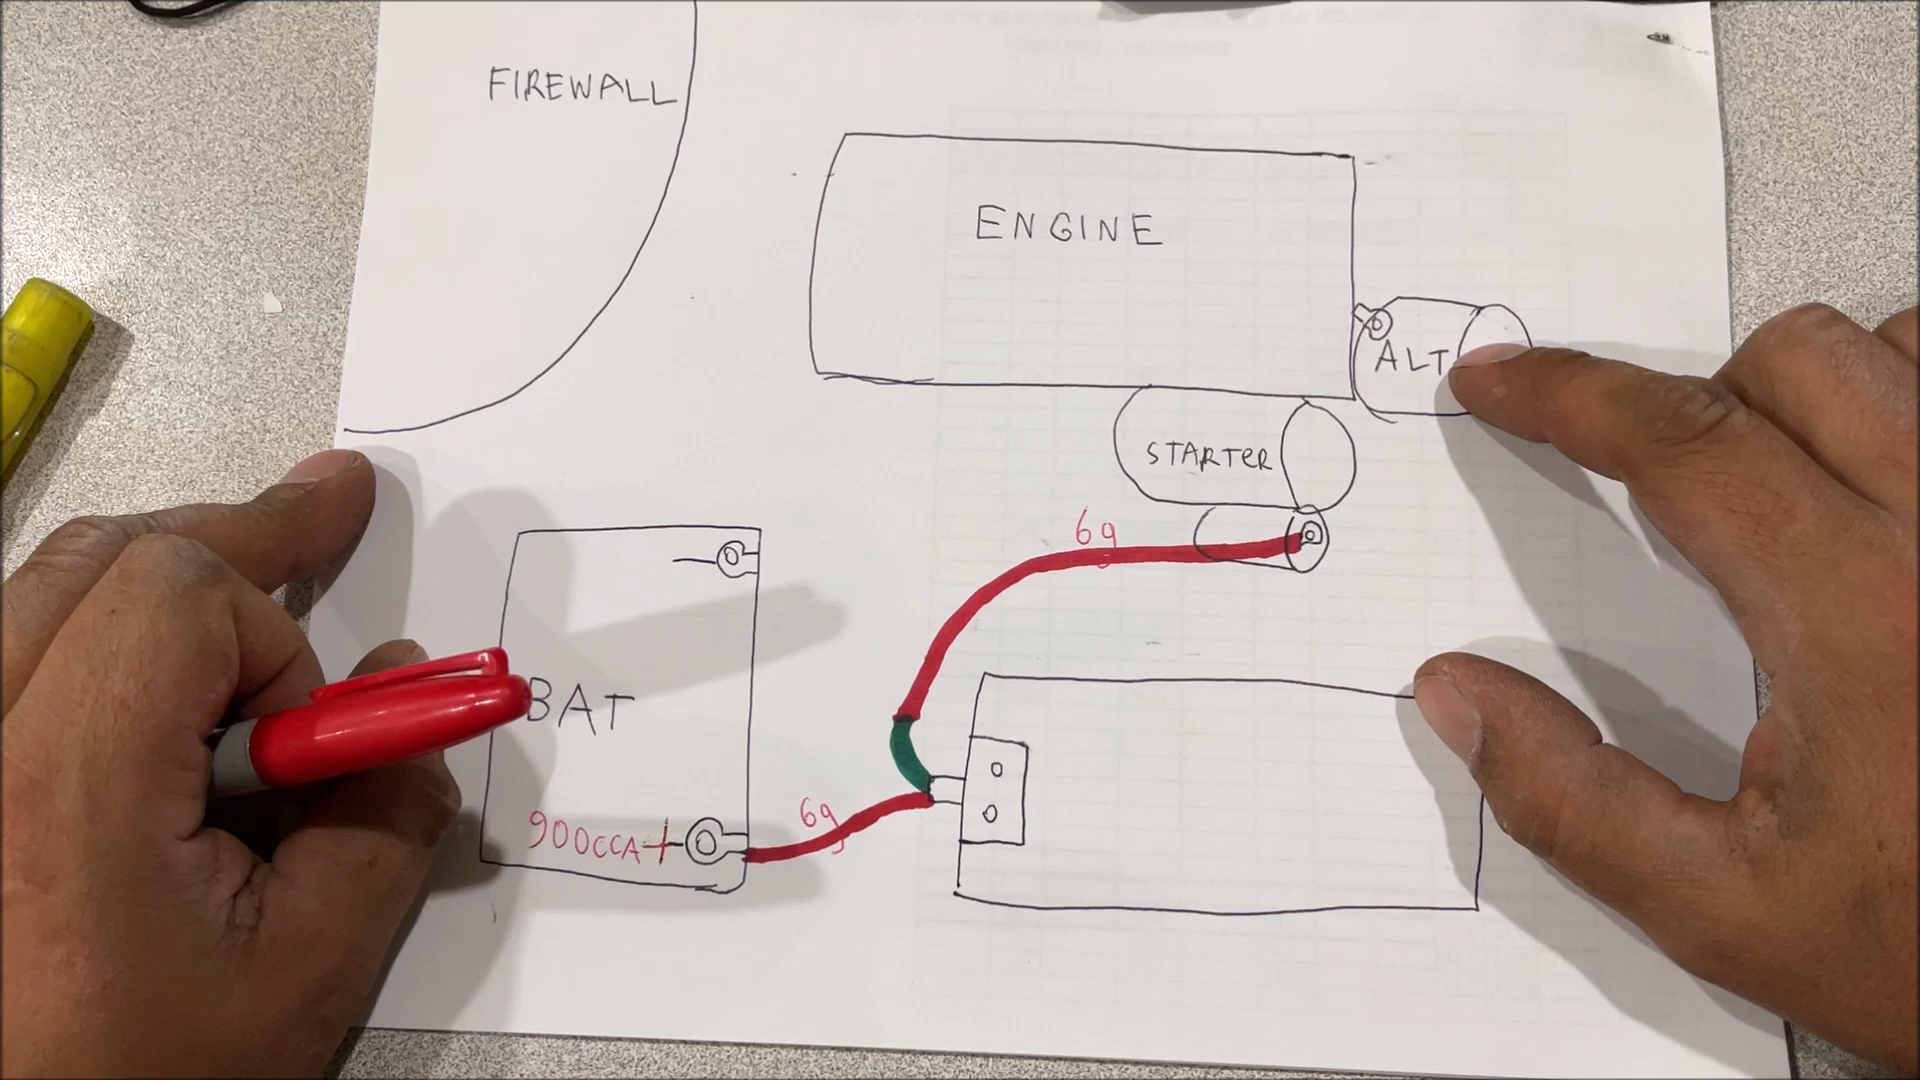 FIREWALL
ENGINE
ALT
STARTER
6g
BAT
6g
900CCA+